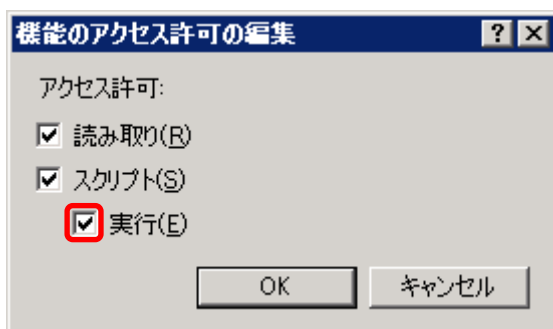 機能のアクセス許可の編集
アクセス許可:
読み取り(R)
スクリプト(S)
実行(E)
OK キャンセル